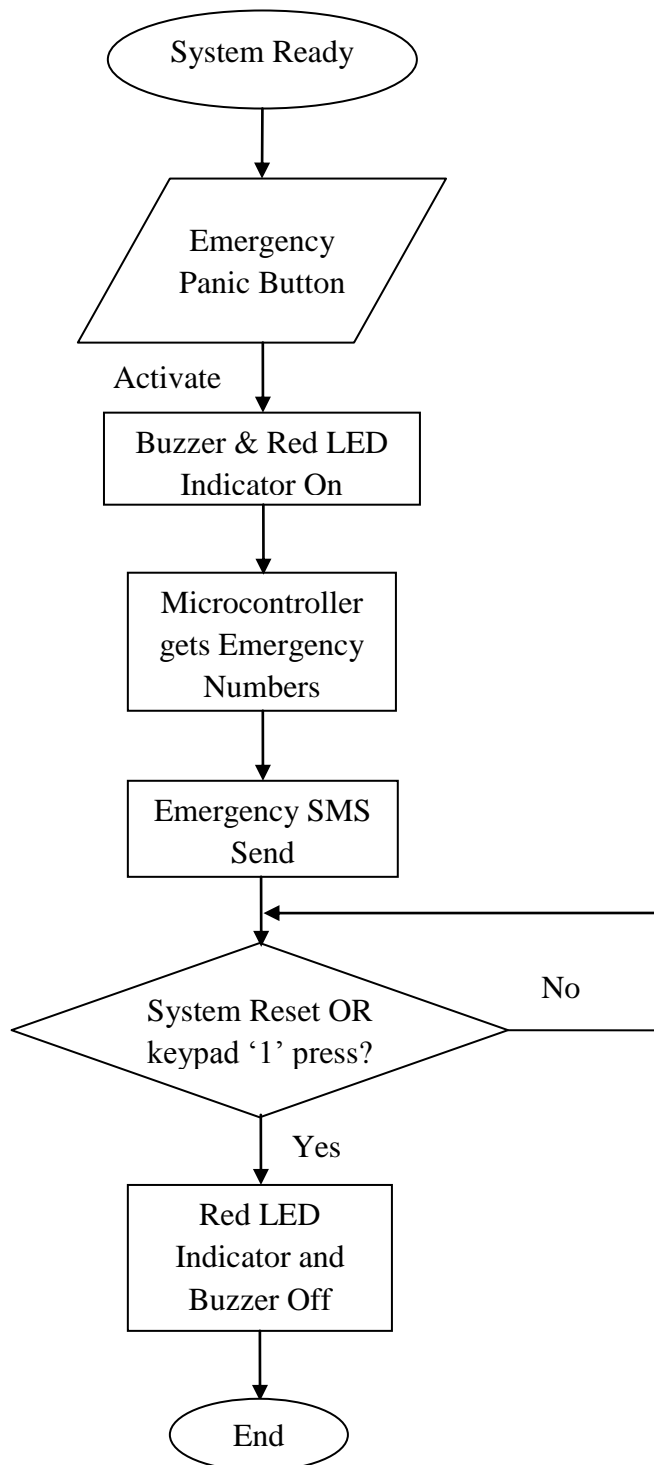 System Ready
Emergency
Panic Button
Activate
Buzzer & Red LED
Indicator On
Microcontroller
gets Emergency
Numbers
Emergency SMS
Send
System Reset OR
keypad ‘1’ press?
No
Yes
Red LED
Indicator and
Buzzer Off
End